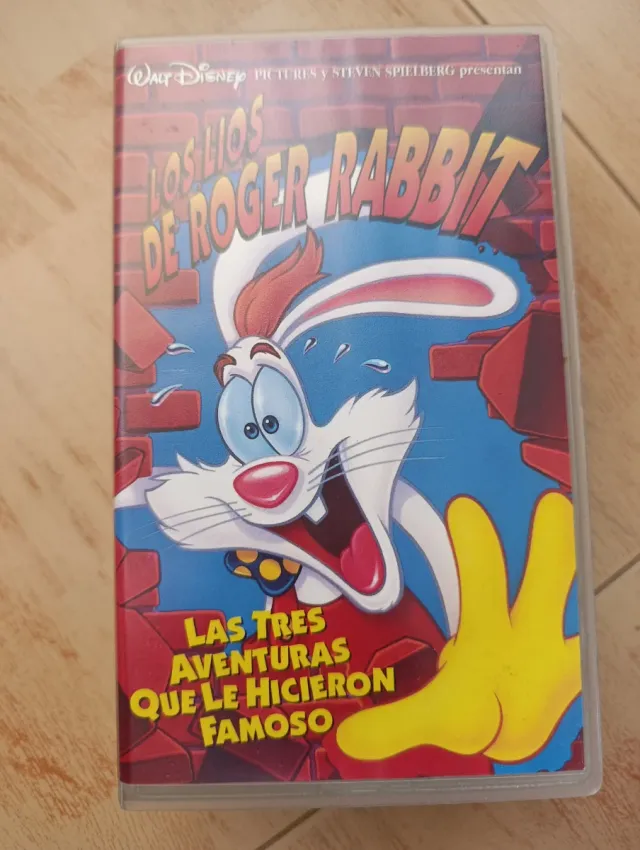 WALT DISNEY PICTURES y STEVEN SPIELBERG presentan
LOS LIOS
DE ROGER RABBIT
LAS TRES
AVENTURAS
QUE LE HICIERON
FAMOSO